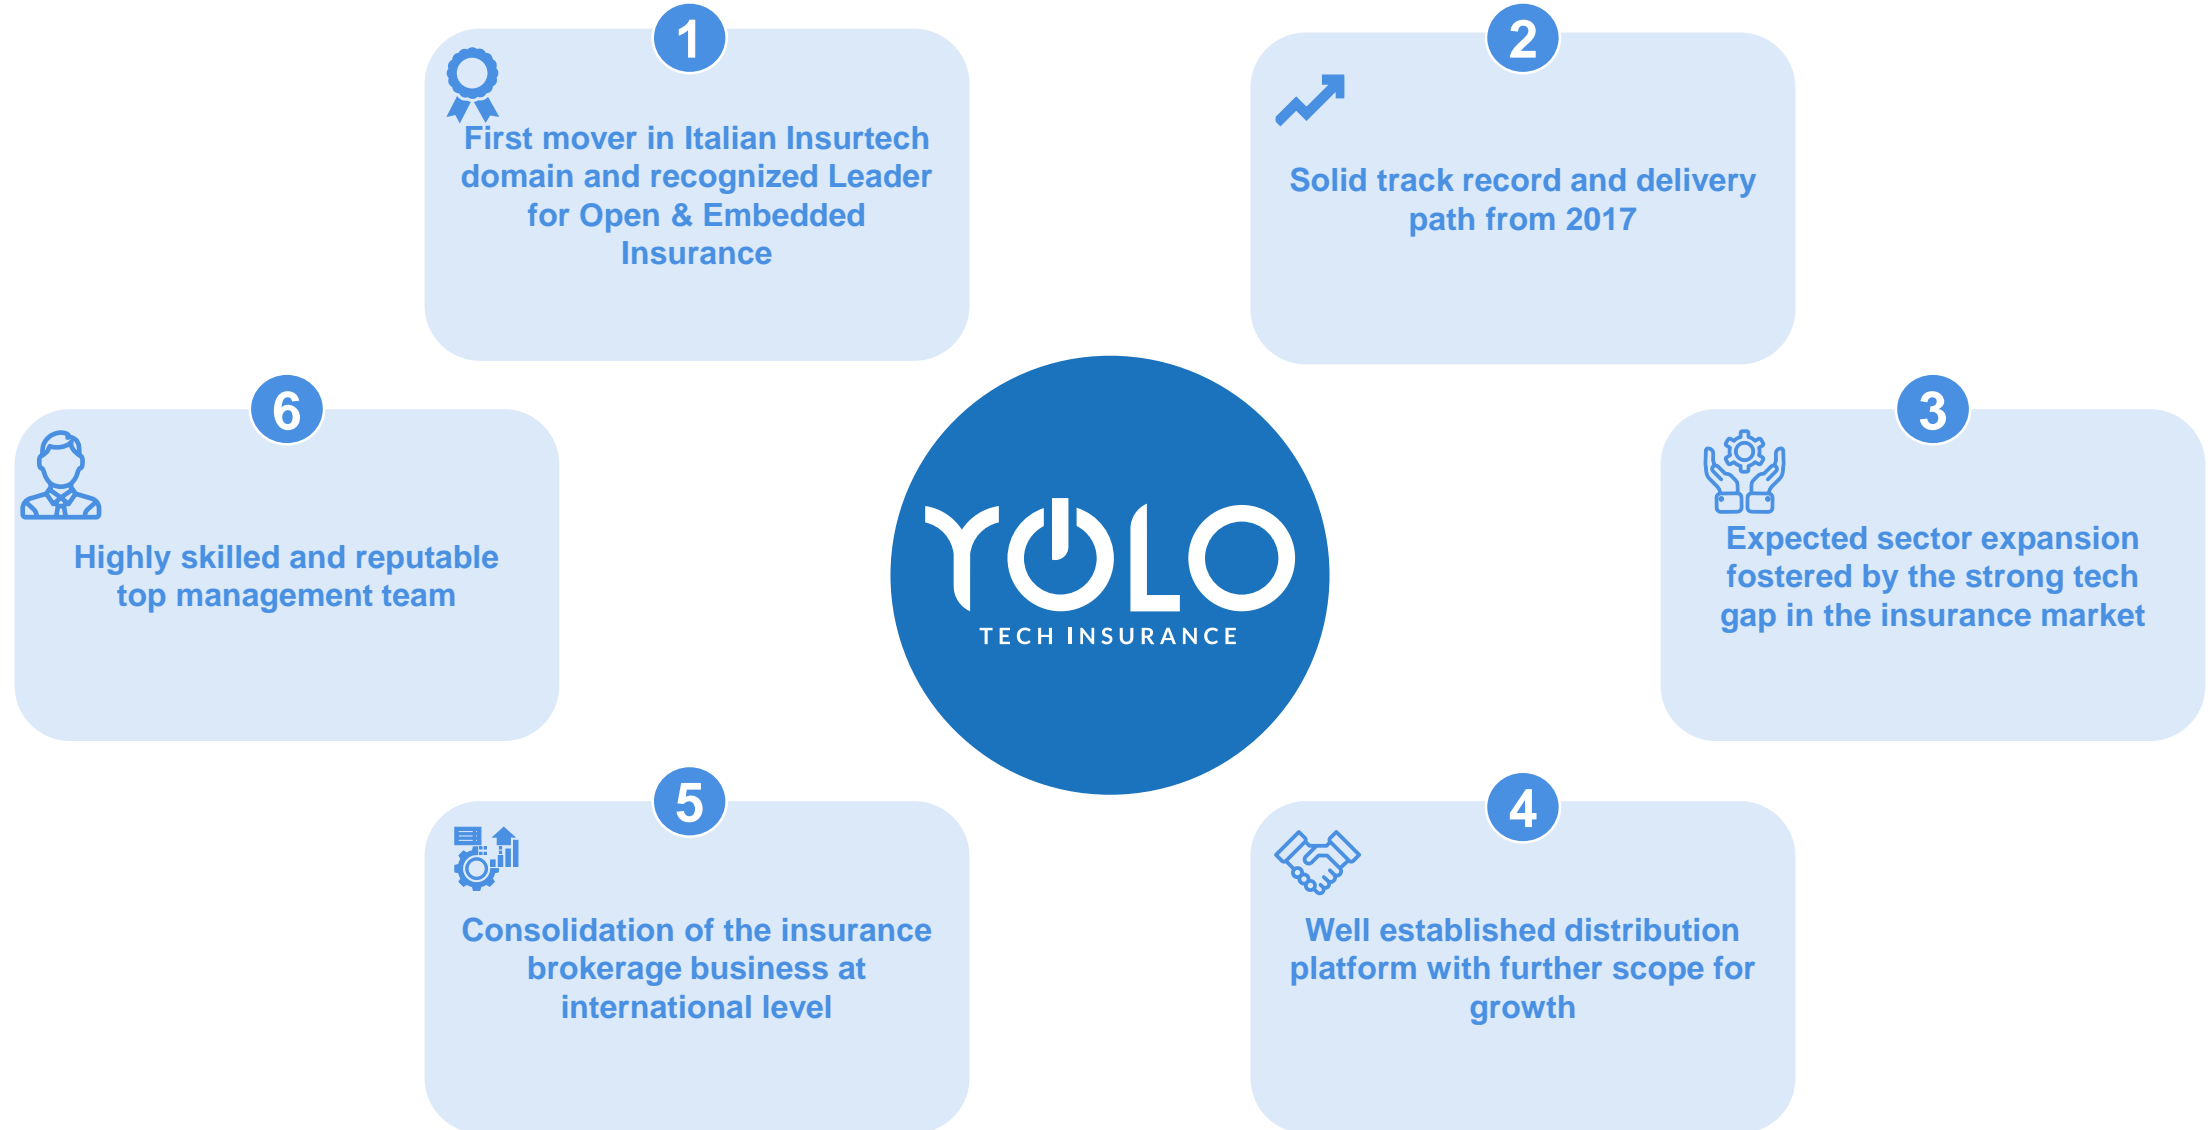 1
First mover in Italian Insurtech
domain and recognized Leader
for Open & Embedded
Insurance
2
Solid track record and delivery
path from 2017
3
Expected sector expansion
fostered by the strong tech
gap in the insurance market
4
Well established distribution
platform with further scope for
growth
5
Consolidation of the insurance
brokerage business at
international level
6
Highly skilled and reputable
top management team
YOLO
TECH INSURANCE